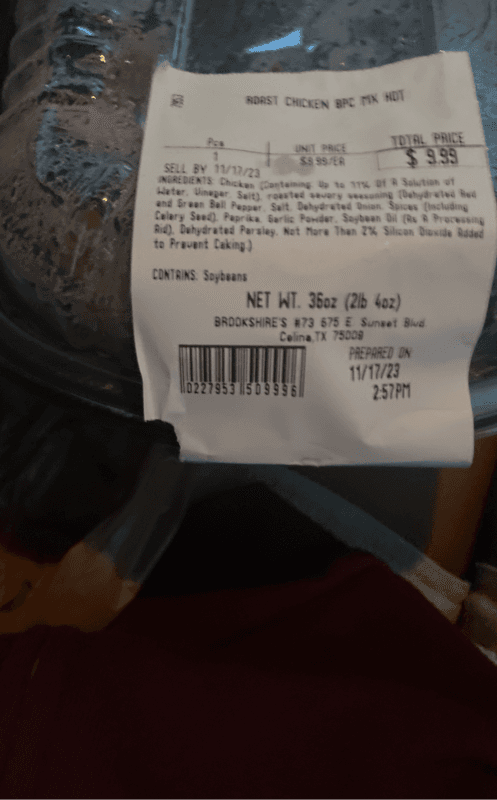 ROAST CHICKEN 8PC MIX HOT
Pcs UNIT PRICE TOTAL PRICE
1 $9.99/EA $ 9.99
SELL BY 11/17/23
INGREDIENTS: Chicken (Containing Up to 11% Of A Solution of
Water, Vinegar, Salt), roasted savory seasoning (Dehydrated Red
and Green Bell Pepper, Salt, Dehydrated Onion, Spices (including
Celery Seed), Paprika, Garlic Powder, Soybean Oil (As A Processing
Aid), Dehydrated Parsley, Not More Than 2% Silicon Dioxide Added
to Prevent Caking.)
CONTAINS: Soybeans
NET WT. 36oz (2lb 4oz)
BROOKSHIRE'S #73 675 E Sunset Blvd
Celina, TX 75009
PREPARED ON
11/17/23
2:57PM
0227953 509996